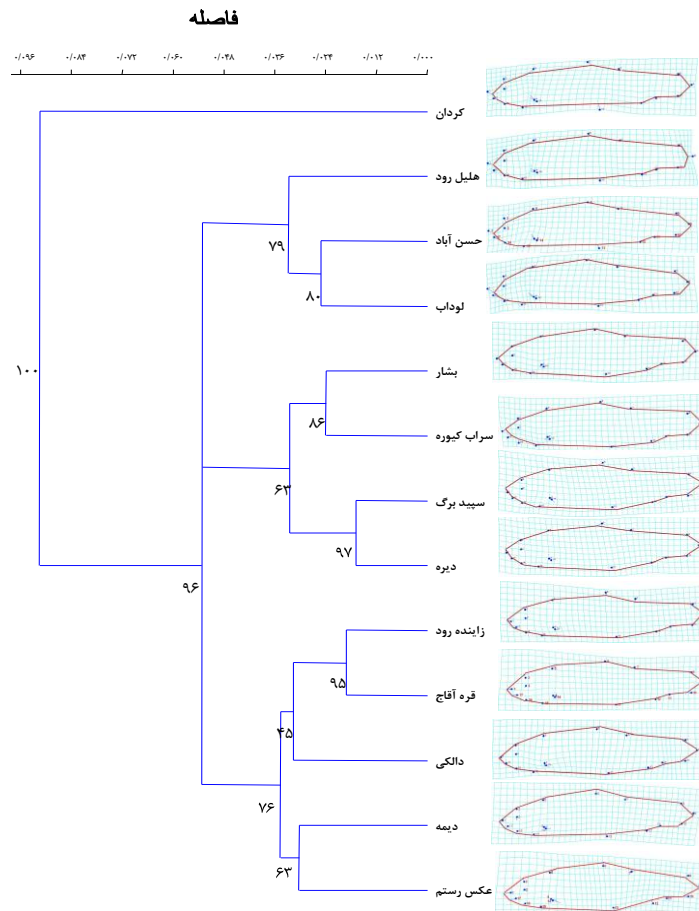 فاصله
۰/۰۹۶ ۰/۰۸۴ ۰/۰۷۲ ۰/۰۶۰ ۰/۰۴۸ ۰/۰۳۶ ۰/۰۲۴ ۰/۰۱۲ ۰/۰۰۰
کردان
هلیل رود
۷۹
حسن آباد
۸۰
لوداب
۱۰۰
بشار
۸۶
سراب کیوره
۶۳
سپید برگ
۹۷
دیره
۹۶
زاینده رود
۹۵
قره آقاج
۴۵
دالکی
۷۶
دیمه
۶۳
عکس رستم